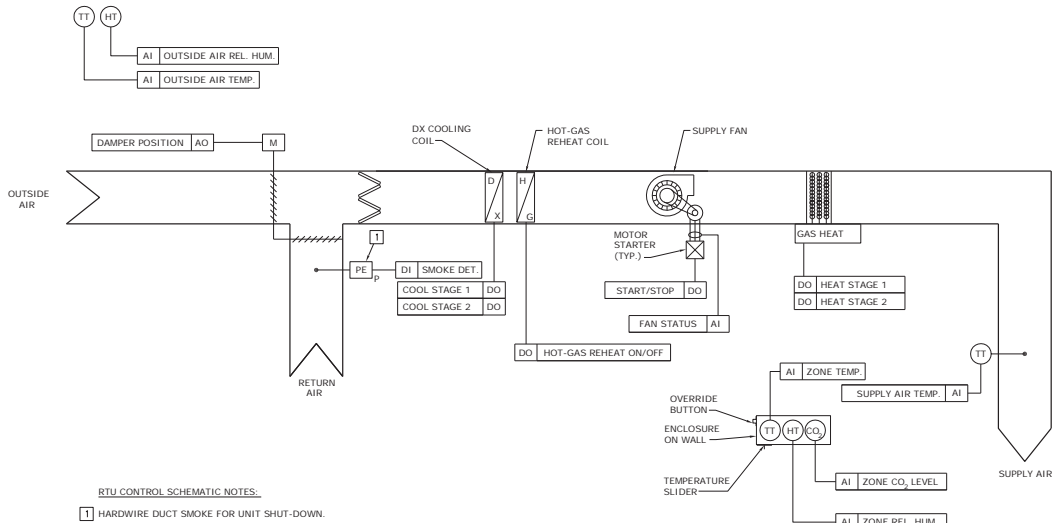 TT HT
AI OUTSIDE AIR REL. HUM.
AI OUTSIDE AIR TEMP.
DAMPER POSITION AO
M
DX COOLING
COIL
HOT-GAS
REHEAT COIL
SUPPLY FAN
OUTSIDE
AIR
D
X
H
G
MOTOR
STARTER
(TYP.)
GAS HEAT
1
PE
P
DI SMOKE DET.
COOL STAGE 1 DO
COOL STAGE 2 DO
START/STOP DO
FAN STATUS AI
DO HEAT STAGE 1
DO HEAT STAGE 2
DO HOT-GAS REHEAT ON/OFF
RETURN
AIR
TT
SUPPLY AIR TEMP. AI
AI ZONE TEMP.
OVERRIDE
BUTTON
ENCLOSURE
ON WALL
TT HT CO2
TEMPERATURE
SLIDER
SUPPLY AIR
AI ZONE CO2 LEVEL
AI ZONE REL. HUM.
RTU CONTROL SCHEMATIC NOTES:
1 HARDWIRE DUCT SMOKE FOR UNIT SHUT-DOWN.